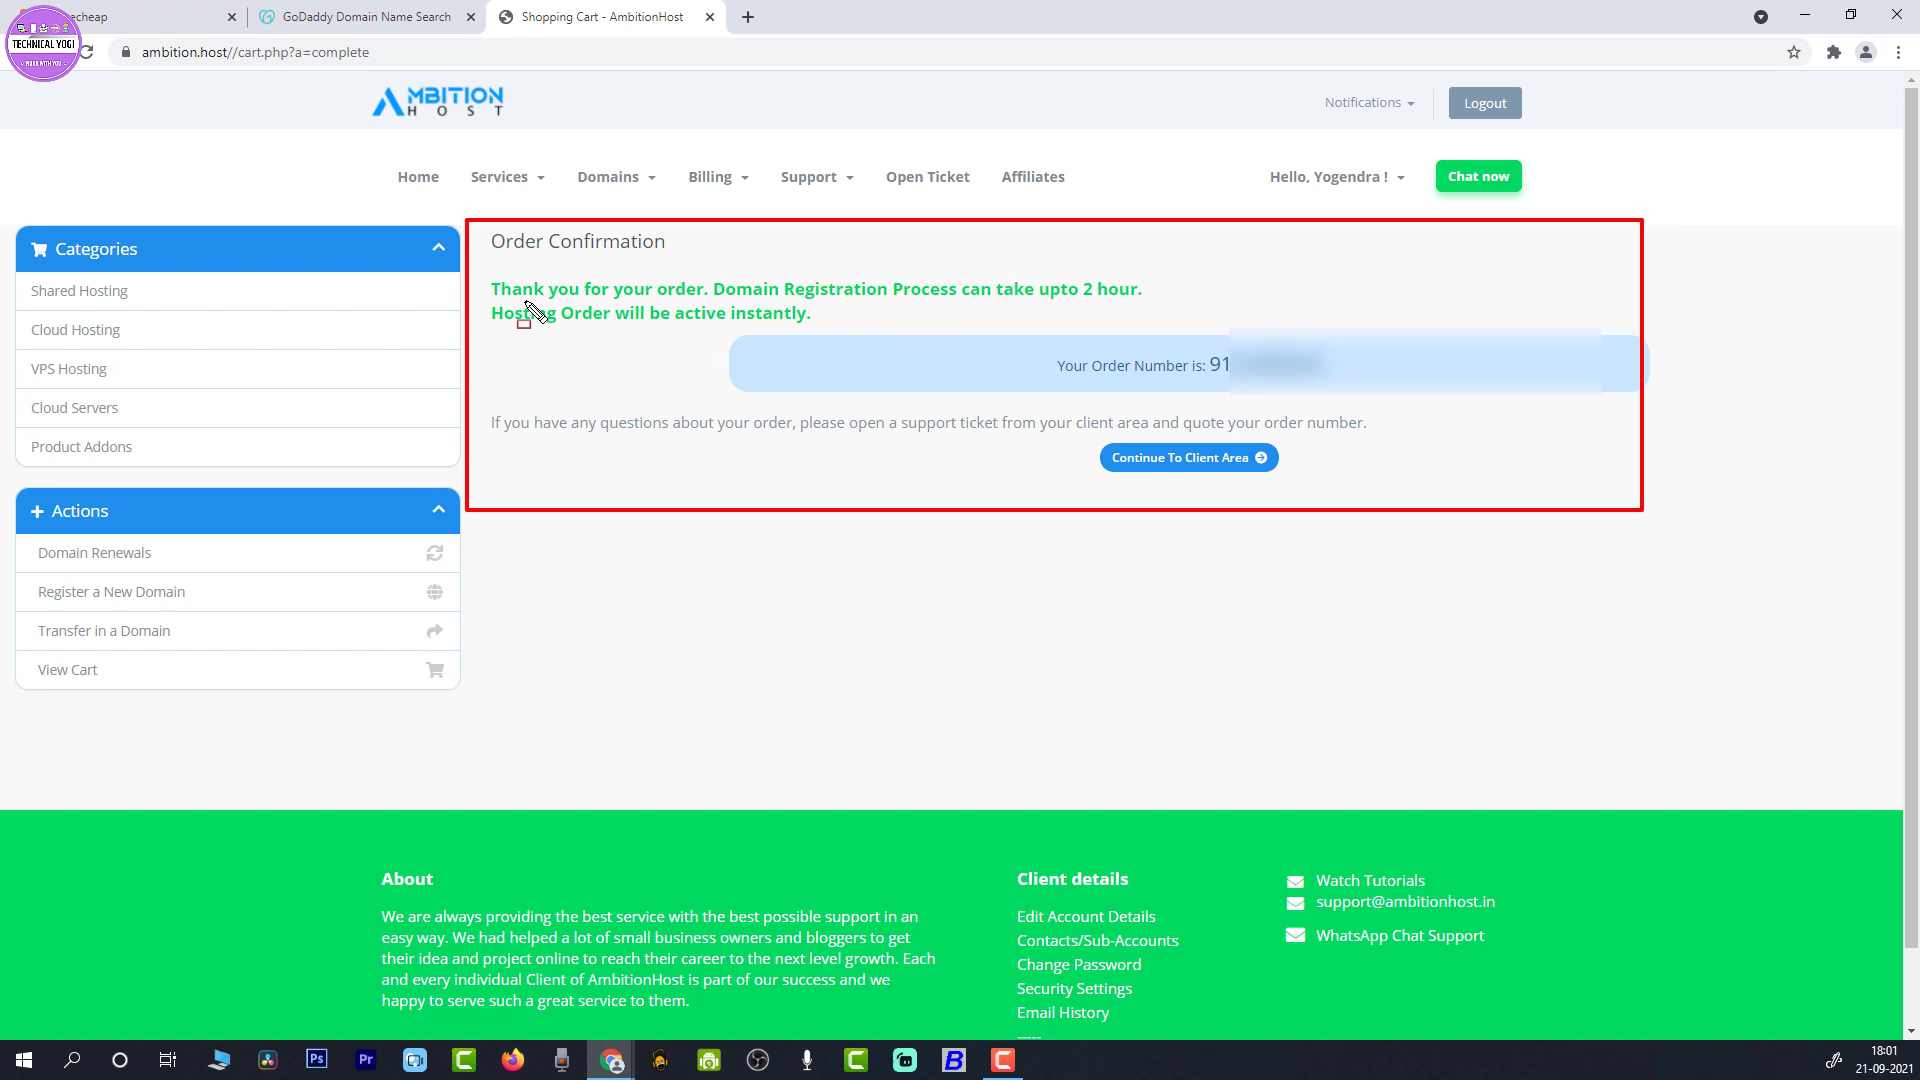 echeap
GoDaddy Domain Name Search
Shopping Cart - AmbitionHost
TECHNICAL YOGI
WORK WITH YOU
ambition.host//cart.php?a=complete
AMBITION
HOST
Notifications
Logout
Home
Services
Domains
Billing
Support
Open Ticket
Affiliates
Hello, Yogendra !
Chat now
Categories
Shared Hosting
Cloud Hosting
VPS Hosting
Cloud Servers
Product Addons
Actions
Domain Renewals
Register a New Domain
Transfer in a Domain
View Cart
Order Confirmation
Thank you for your order. Domain Registration Process can take upto 2 hour.
Hosting Order will be active instantly.
Your Order Number is: 91
If you have any questions about your order, please open a support ticket from your client area and quote your order number.
Continue To Client Area
About
We are always providing the best service with the best possible support in an
easy way. We had helped a lot of small business owners and bloggers to get
their idea and project online to reach their career to the next level growth. Each
and every individual Client of AmbitionHost is part of our success and we
happy to serve such a great service to them.
Client details
Edit Account Details
Contacts/Sub-Accounts
Change Password
Security Settings
Email History
Watch Tutorials
support@ambitionhost.in
WhatsApp Chat Support
Ps
Pr
B
18:01
21-09-2021